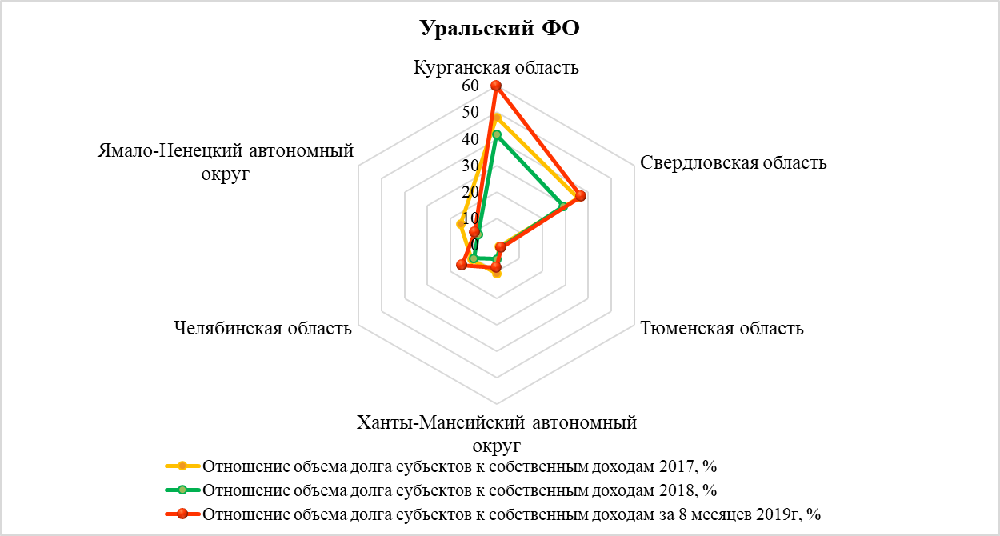 Уральский ФО
Курганская область
60
50
40
30
20
10
0
Ямало-Ненецкий автономный
округ
Свердловская область
Челябинская область
Тюменская область
Ханты-Мансийский автономный
округ
Отношение объема долга субъектов к собственным доходам 2017, %
Отношение объема долга субъектов к собственным доходам 2018, %
Отношение объема долга субъектов к собственным доходам за 8 месяцев 2019г, %